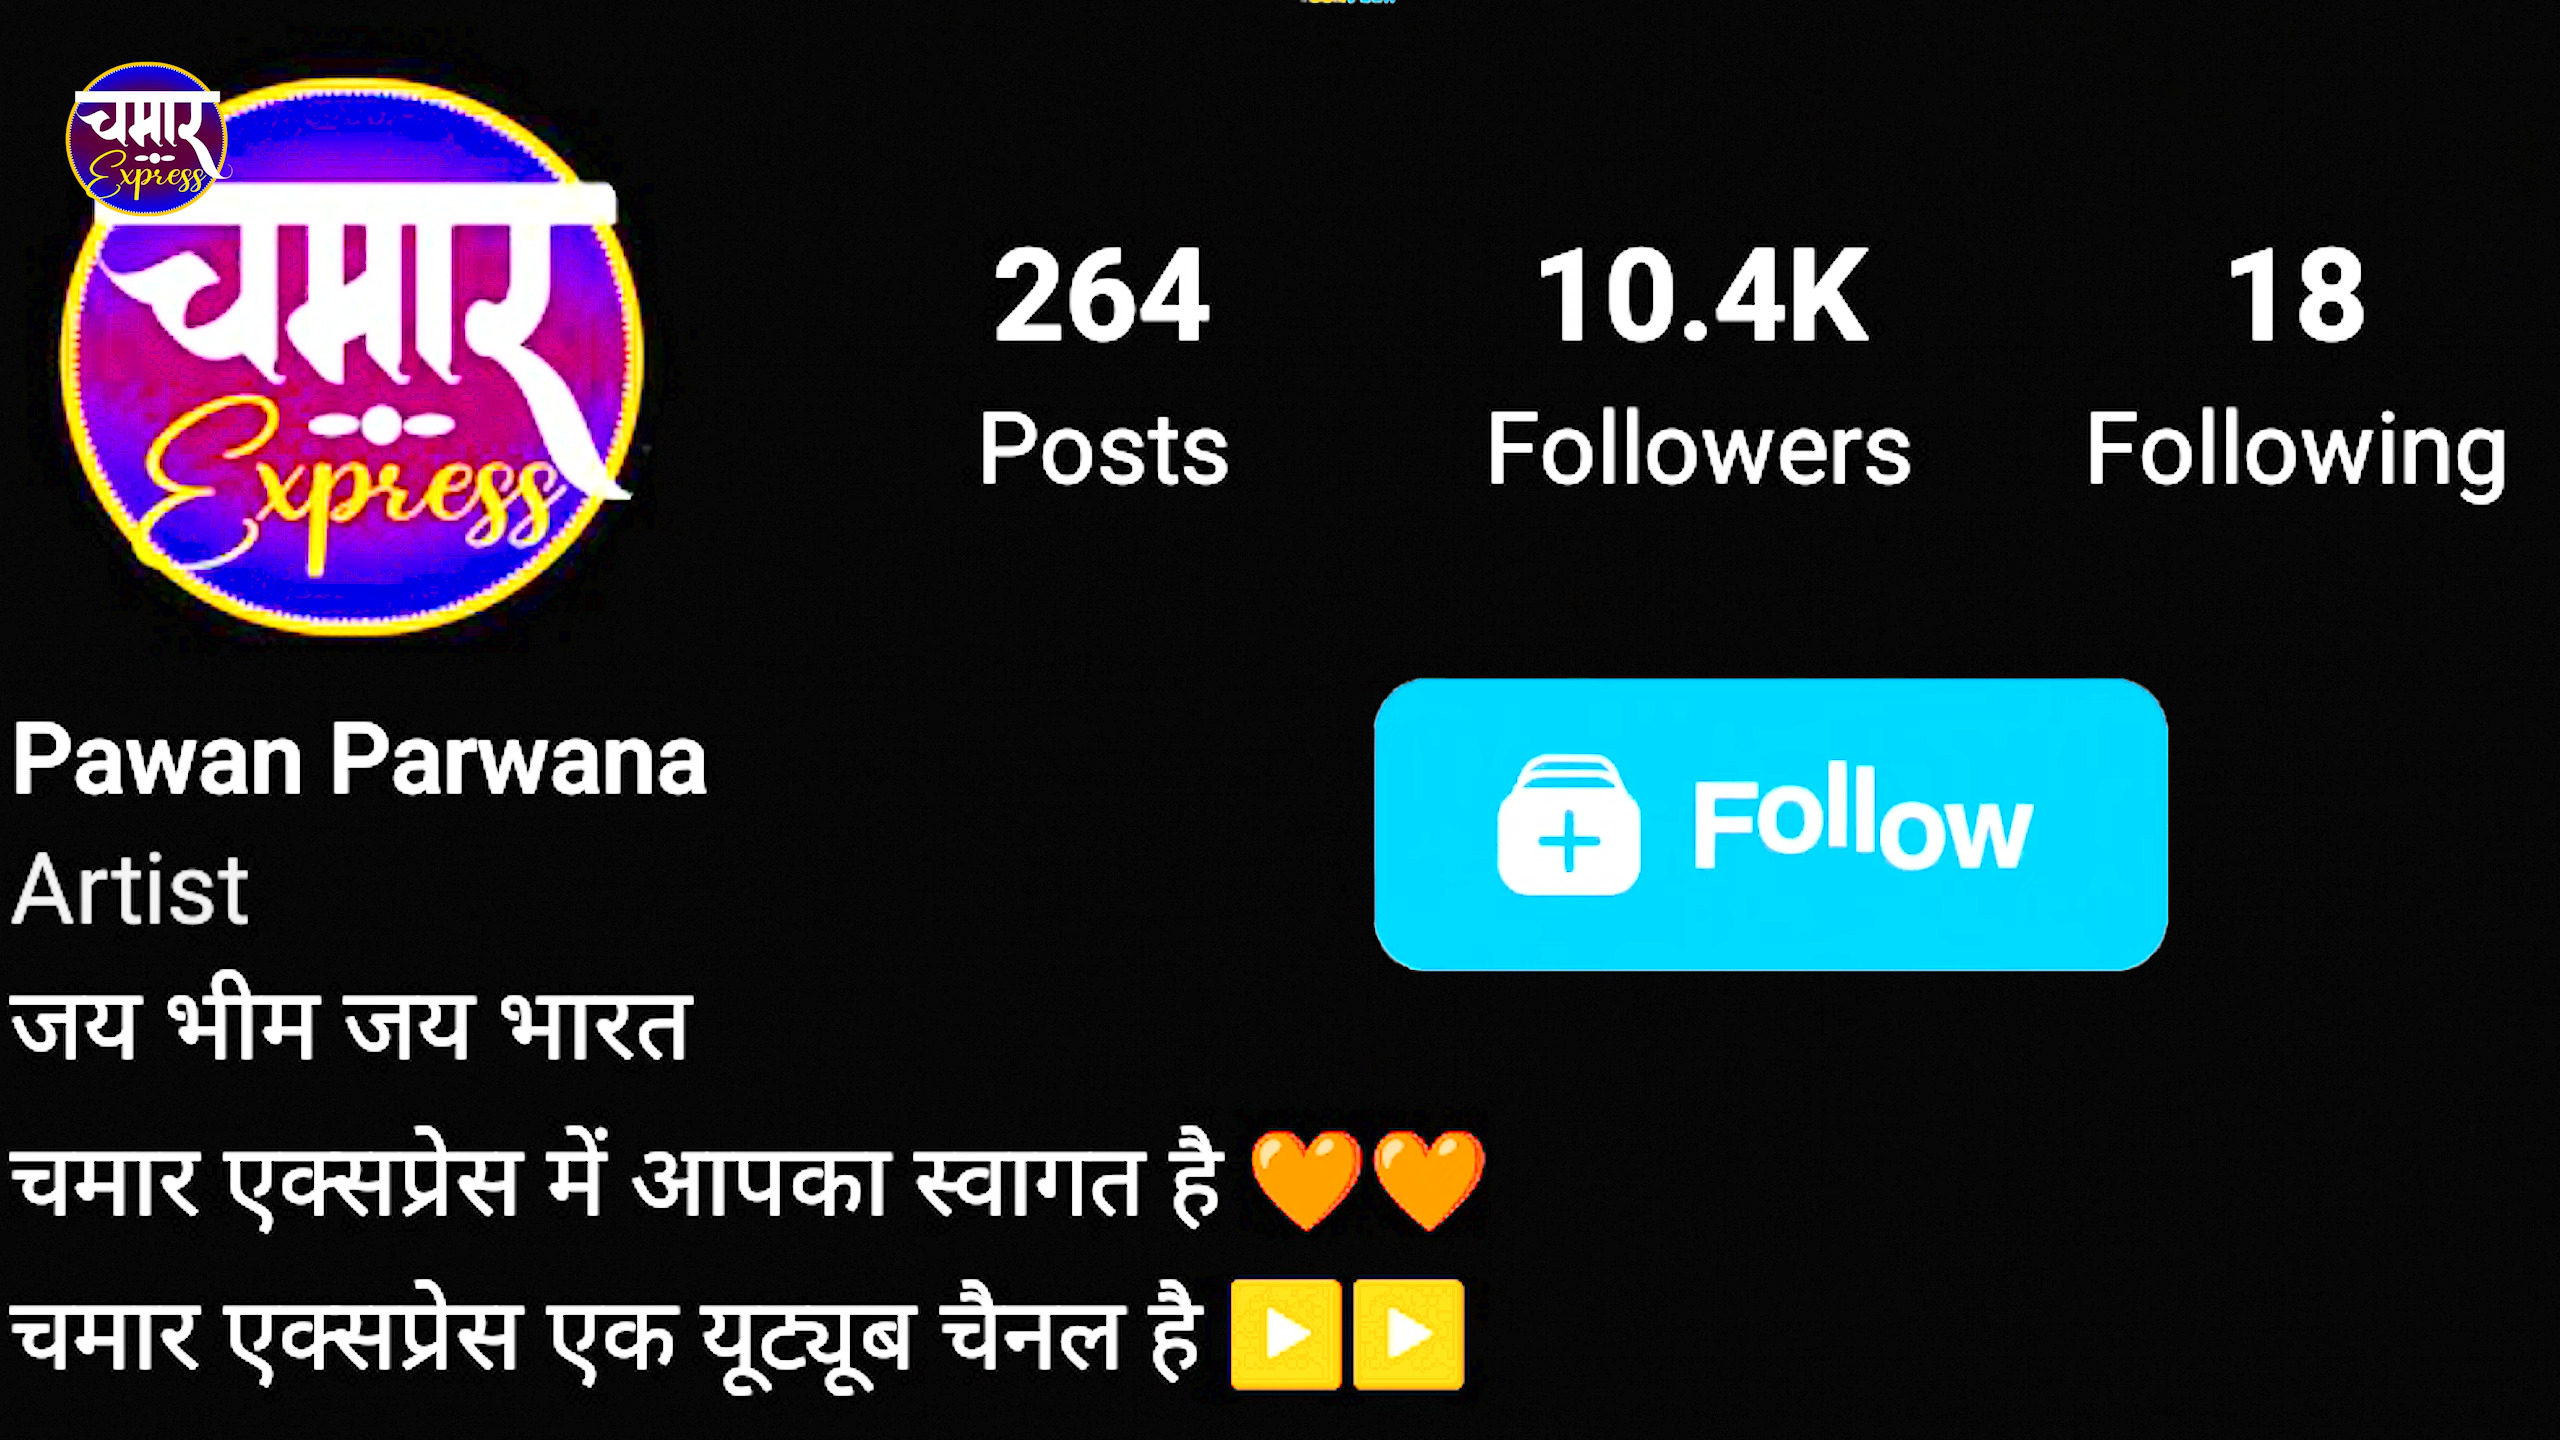 चमार
Express
चमार
Express
264 10.4K 18
Posts Followers Following
Pawan Parwana
Follow
Artist
जय भीम जय भारत
चमार एक्सप्रेस में आपका स्वागत है 🧡🧡
चमार एक्सप्रेस एक यूट्यूब चैनल है ▶️▶️